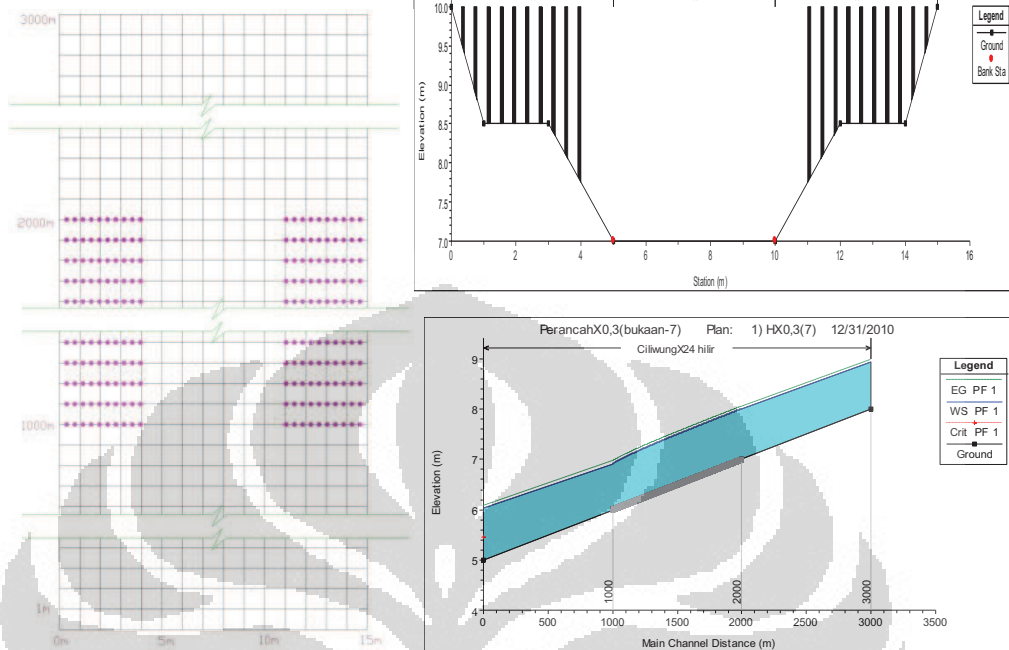 3000m
2000m
1000m
1m
0m 5m 10m 15m
Elevation (m)
10.0
9.5
9.0
8.5
8.0
7.5
7.0
0 2 4 6 8 10 12 14 16
Station (m)
Legend
Ground
Bank Sta
PerancahX0,3(bukaan-7) Plan: 1) HX0,3(7) 12/31/2010
CiliwungX24 hilir
Elevation (m)
9
8
7
6
5
4
1000
2000
3000
0 500 1000 1500 2000 2500 3000 3500
Main Channel Distance (m)
Legend
EG PF 1
WS PF 1
Crit PF 1
Ground